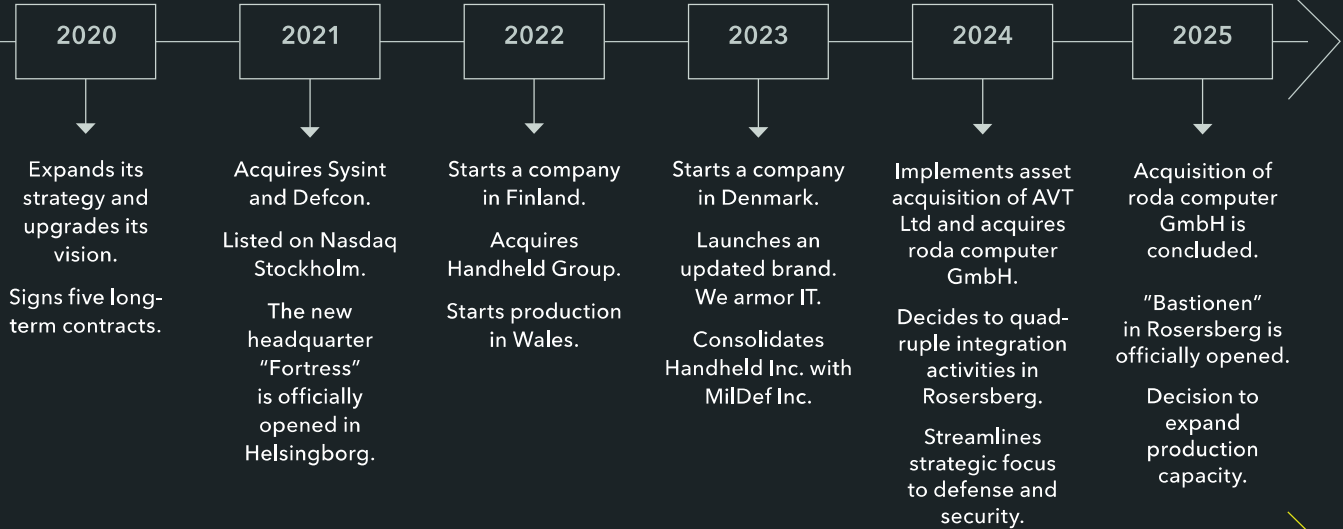 2020
Expands its
strategy and
upgrades its
vision.
Signs five long-
term contracts.
2021
Acquires Sysint
and Defcon.
Listed on Nasdaq
Stockholm.
The new
headquarter
"Fortress"
is officially
opened in
Helsingborg.
2022
Starts a company
in Finland.
Acquires
Handheld Group.
Starts production
in Wales.
2023
Starts a company
in Denmark.
Launches an
updated brand.
We armor IT.
Consolidates
Handheld Inc. with
MilDef Inc.
2024
Implements asset
acquisition of AVT
Ltd and acquires
roda computer
GmbH.
Decides to quad-
ruple integration
activities in
Rosersberg.
Streamlines
strategic focus
to defense and
security.
2025
Acquisition of
roda computer
GmbH is
concluded.
"Bastionen"
in Rosersberg is
officially opened.
Decision to
expand
production
capacity.